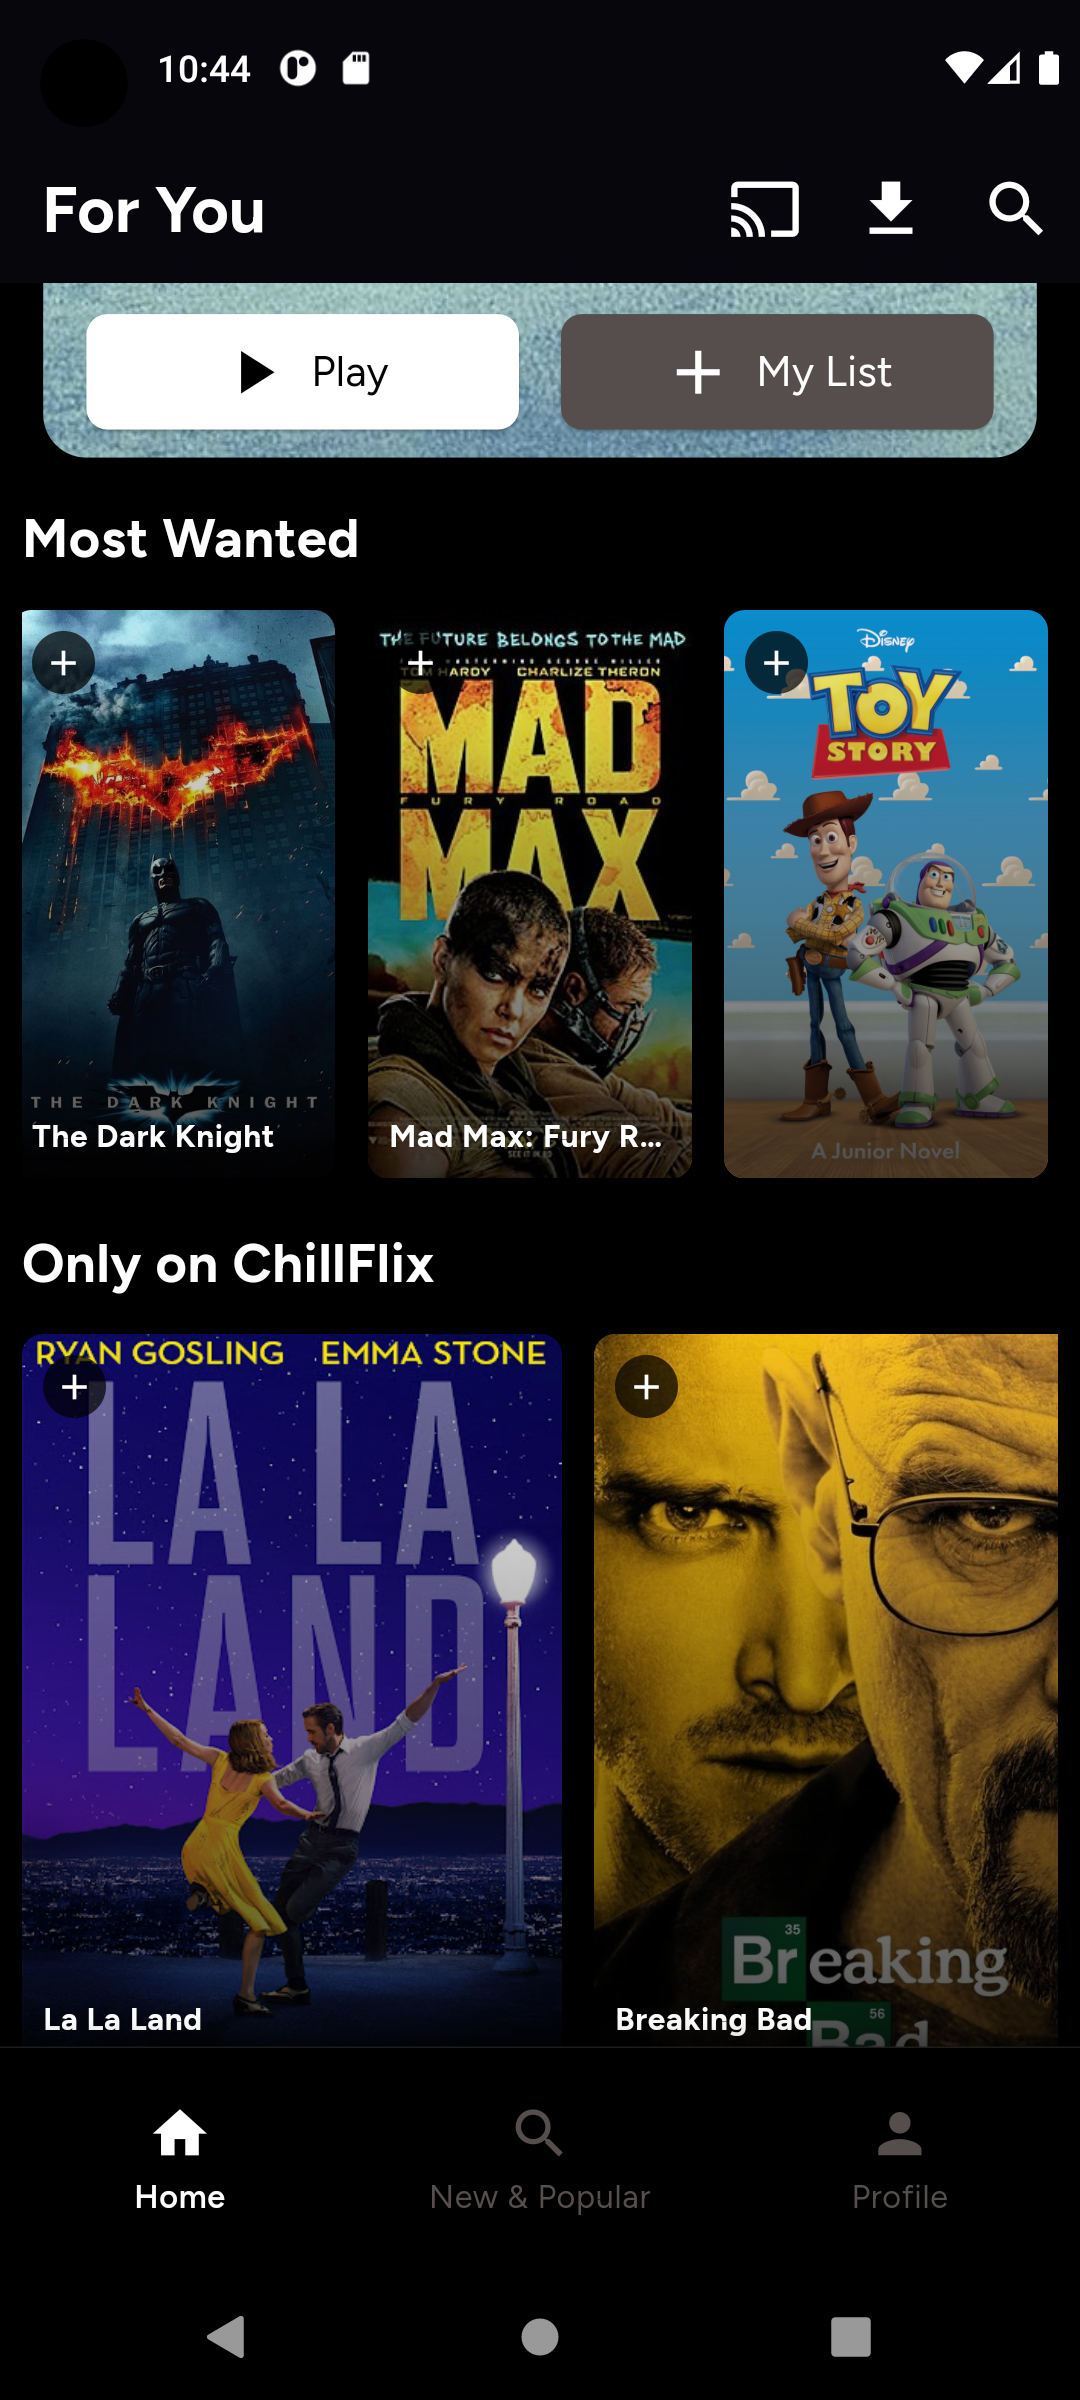 10:44
For You
Play
My List
Most Wanted
THE FUTURE BELONGS TO THE MAD
TOM HARDY CHARLIZE THERON
MAD
FURY ROAD
MAX
Mad Max: Fury R...
THE DARK KNIGHT
The Dark Knight
Disney
TOY
STORY
A Junior Novel
Only on ChillFlix
RYAN GOSLING EMMA STONE
LA LA
LAND
La La Land
35
Breaking
56
Bad
Breaking Bad
Home
New & Popular
Profile